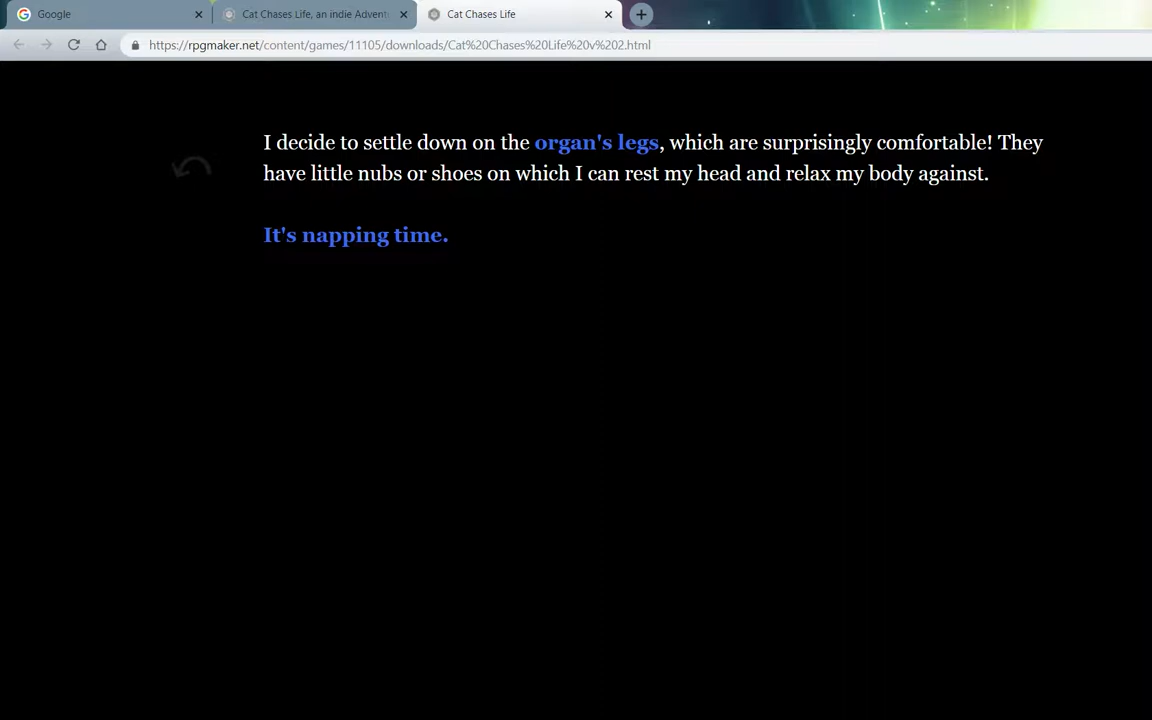 Google
Cat Chases Life, an indie Advent
Cat Chases Life
https://rpgmaker.net/content/games/11105/downloads/Cat%20Chases%20Life%20v%202.html
I decide to settle down on the organ's legs, which are surprisingly comfortable! They
have little nubs or shoes on which I can rest my head and relax my body against.
It's napping time.